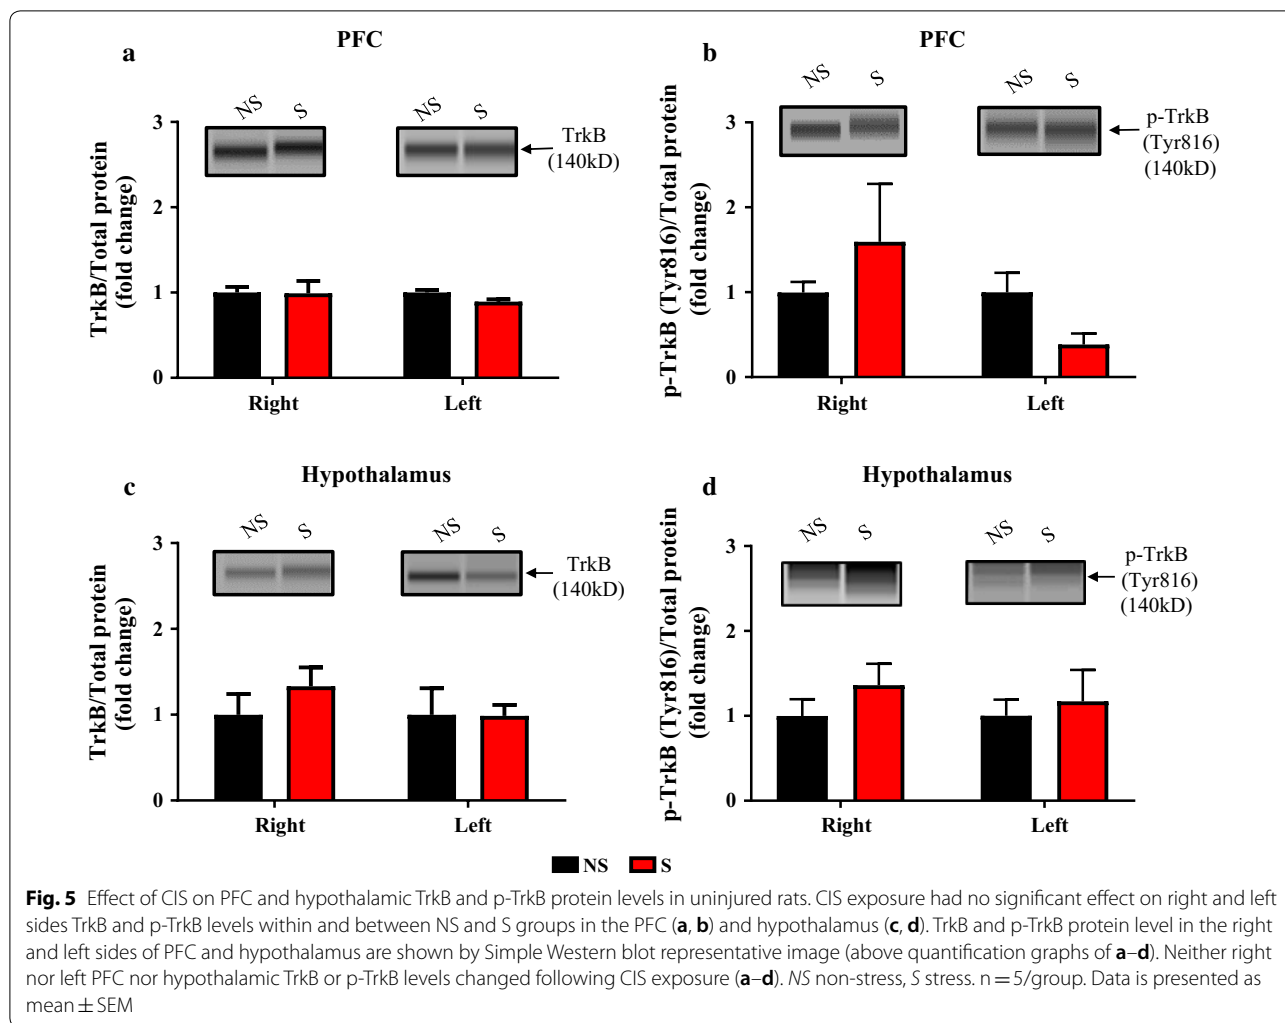 a
PFC
NS S
TrkB
(140kD)
TrkB/Total protein
(fold change)
3
2
1
0
Right Left
b
PFC
NS S NS S
p-TrkB
(Tyr816)
(140kD)
p-TrkB (Tyr816)/Total protein
(fold change)
3
2
1
0
Right Left
c
Hypothalamus
NS S NS S
TrkB
(140kD)
TrkB/Total protein
(fold change)
3
2
1
0
Right Left
d
Hypothalamus
NS S NS S
p-TrkB
(Tyr816)
(140kD)
p-TrkB (Tyr816)/Total protein
(fold change)
3
2
1
0
Right Left
NS S
Fig. 5 Effect of CIS on PFC and hypothalamic TrkB and p-TrkB protein levels in uninjured rats. CIS exposure had no significant effect on right and left
sides TrkB and p-TrkB levels within and between NS and S groups in the PFC (a, b) and hypothalamus (c, d). TrkB and p-TrkB protein level in the right
and left sides of PFC and hypothalamus are shown by Simple Western blot representative image (above quantification graphs of a–d). Neither right
nor left PFC nor hypothalamic TrkB or p-TrkB levels changed following CIS exposure (a–d). NS non-stress, S stress. n = 5/group. Data is presented as
mean ± SEM